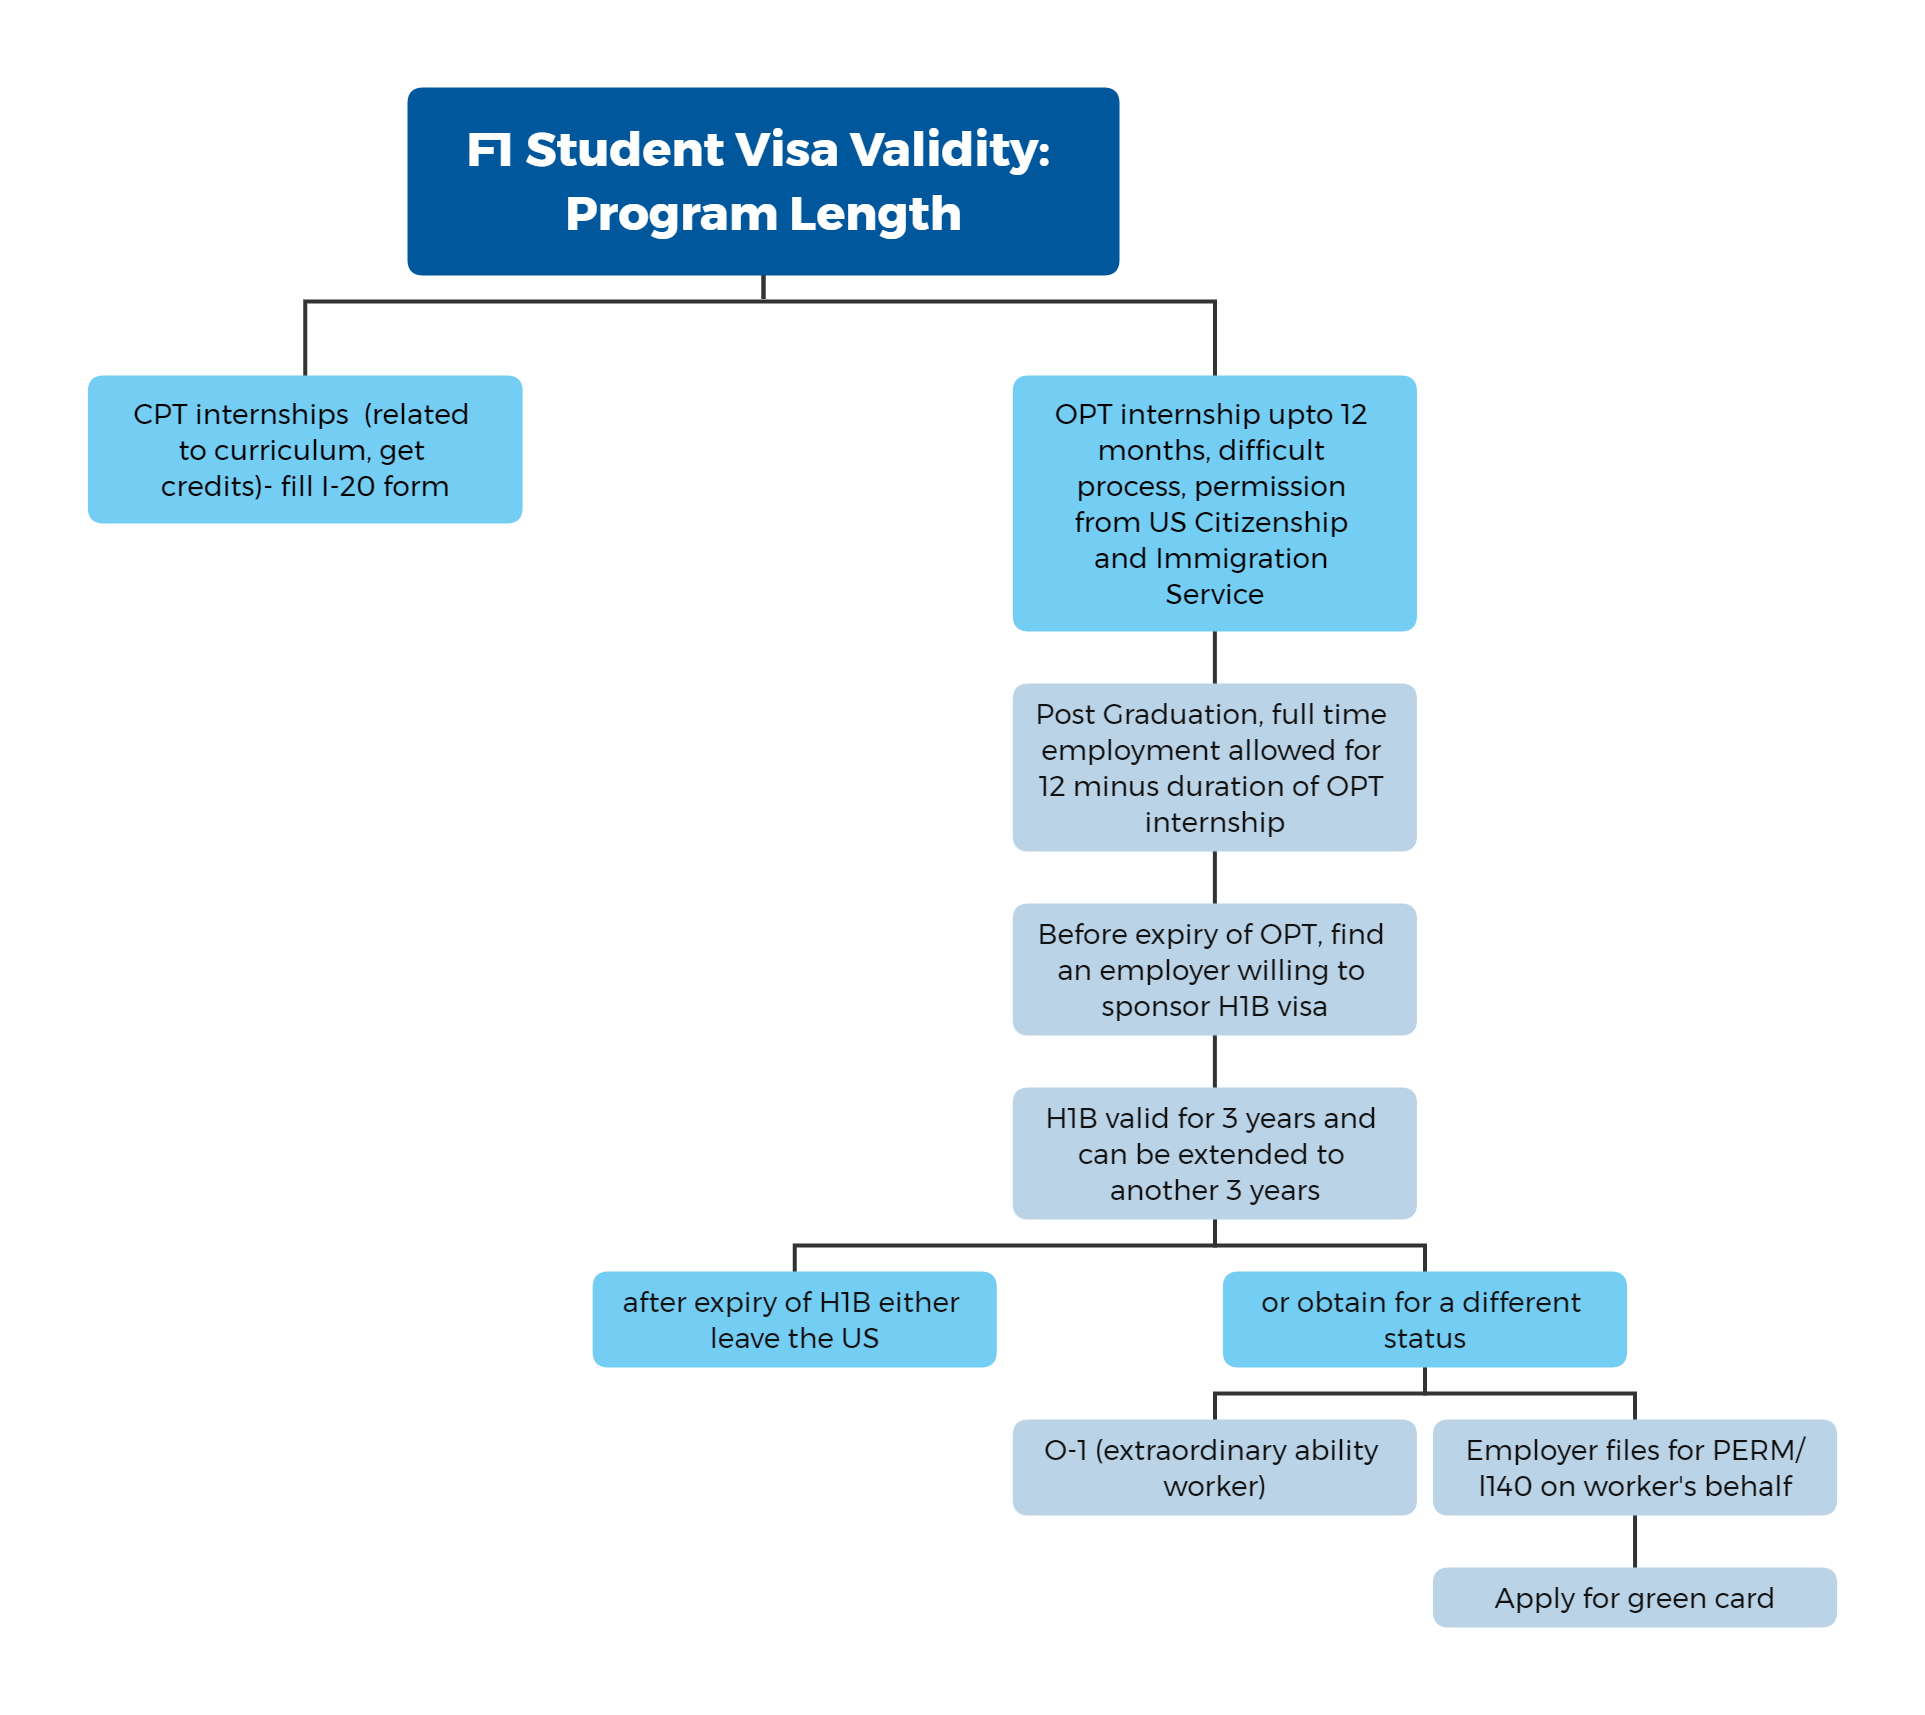 F1 Student Visa Validity:
Program Length
CPT internships (related
to curriculum, get
credits)- fill I-20 form
OPT internship upto 12
months, difficult
process, permission
from US Citizenship
and Immigration
Service
Post Graduation, full time
employment allowed for
12 minus duration of OPT
internship
Before expiry of OPT, find
an employer willing to
sponsor H1B visa
H1B valid for 3 years and
can be extended to
another 3 years
after expiry of H1B either
leave the US
or obtain for a different
status
O-1 (extraordinary ability
worker)
Employer files for PERM/
I140 on worker's behalf
Apply for green card